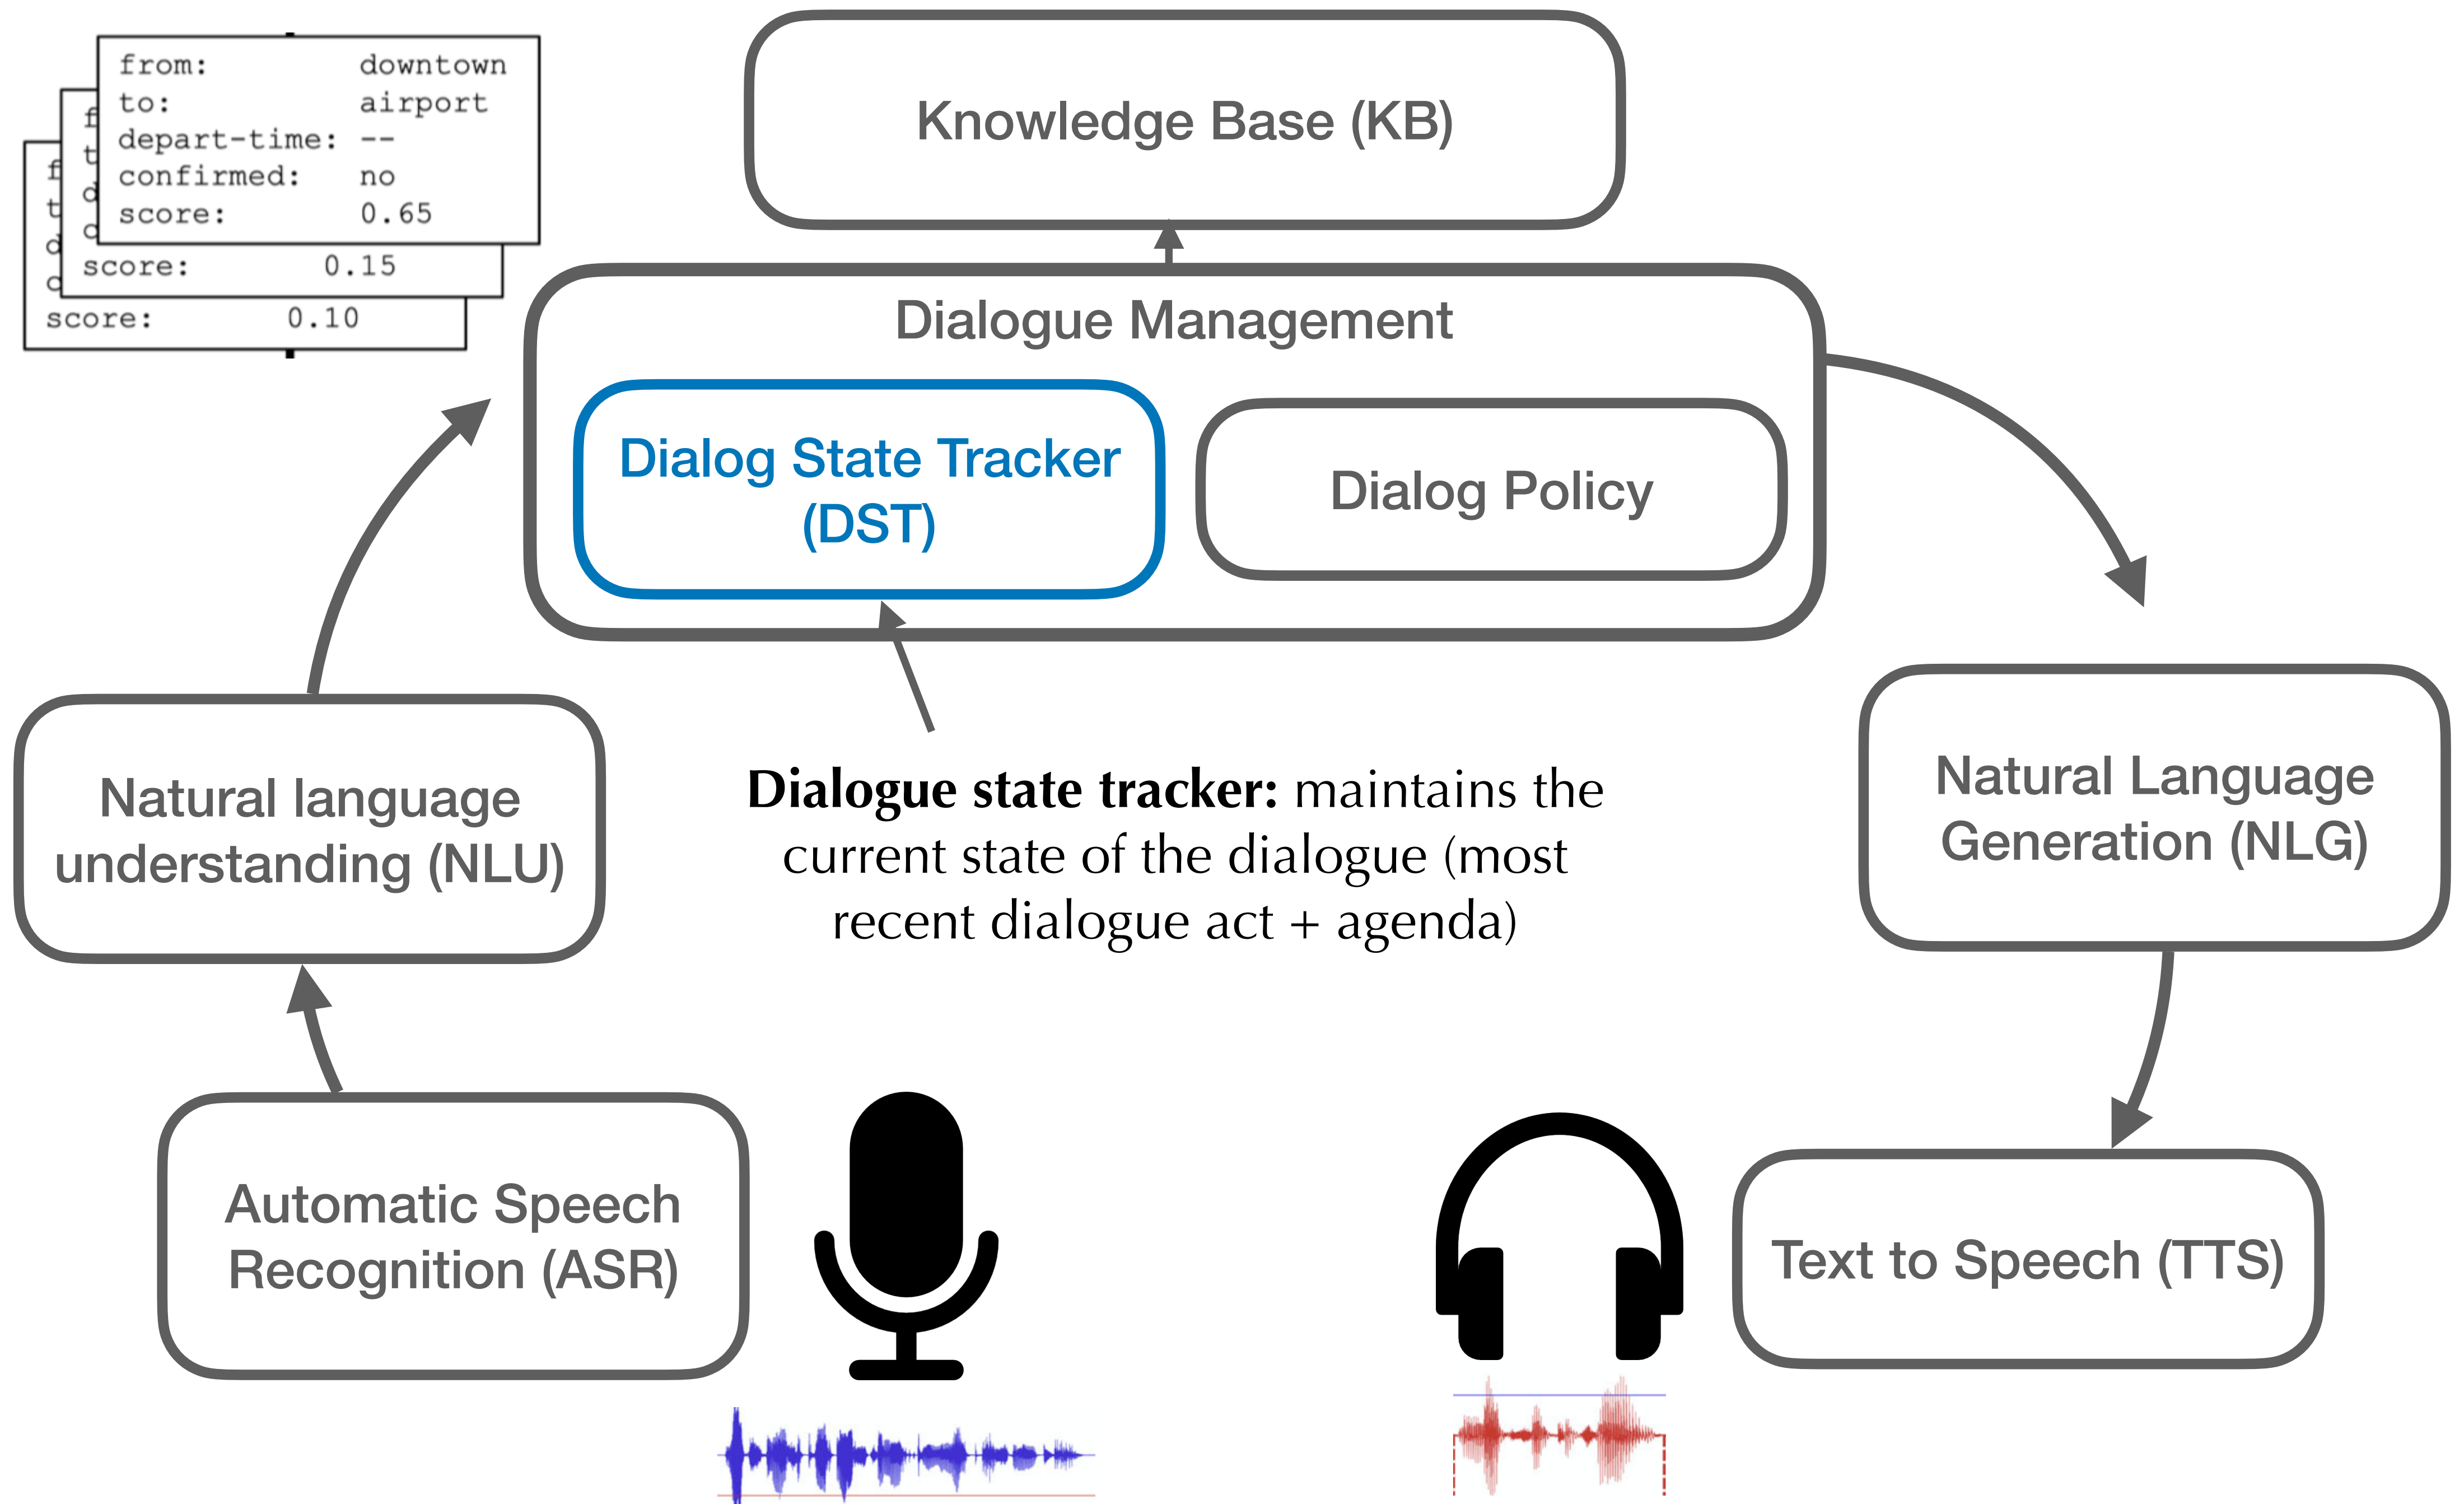 from: downtown
to: airport
depart-time: --
confirmed: no
score: 0.65
f
t
d
c
score: 0.15
f
t
d
c
score: 0.10
Knowledge Base (KB)
Dialogue Management
Dialog State Tracker
(DST)
Dialog Policy
Natural language
understanding (NLU)
Dialogue state tracker: maintains the
current state of the dialogue (most
recent dialogue act + agenda)
Natural Language
Generation (NLG)
Automatic Speech
Recognition (ASR)
Text to Speech (TTS)